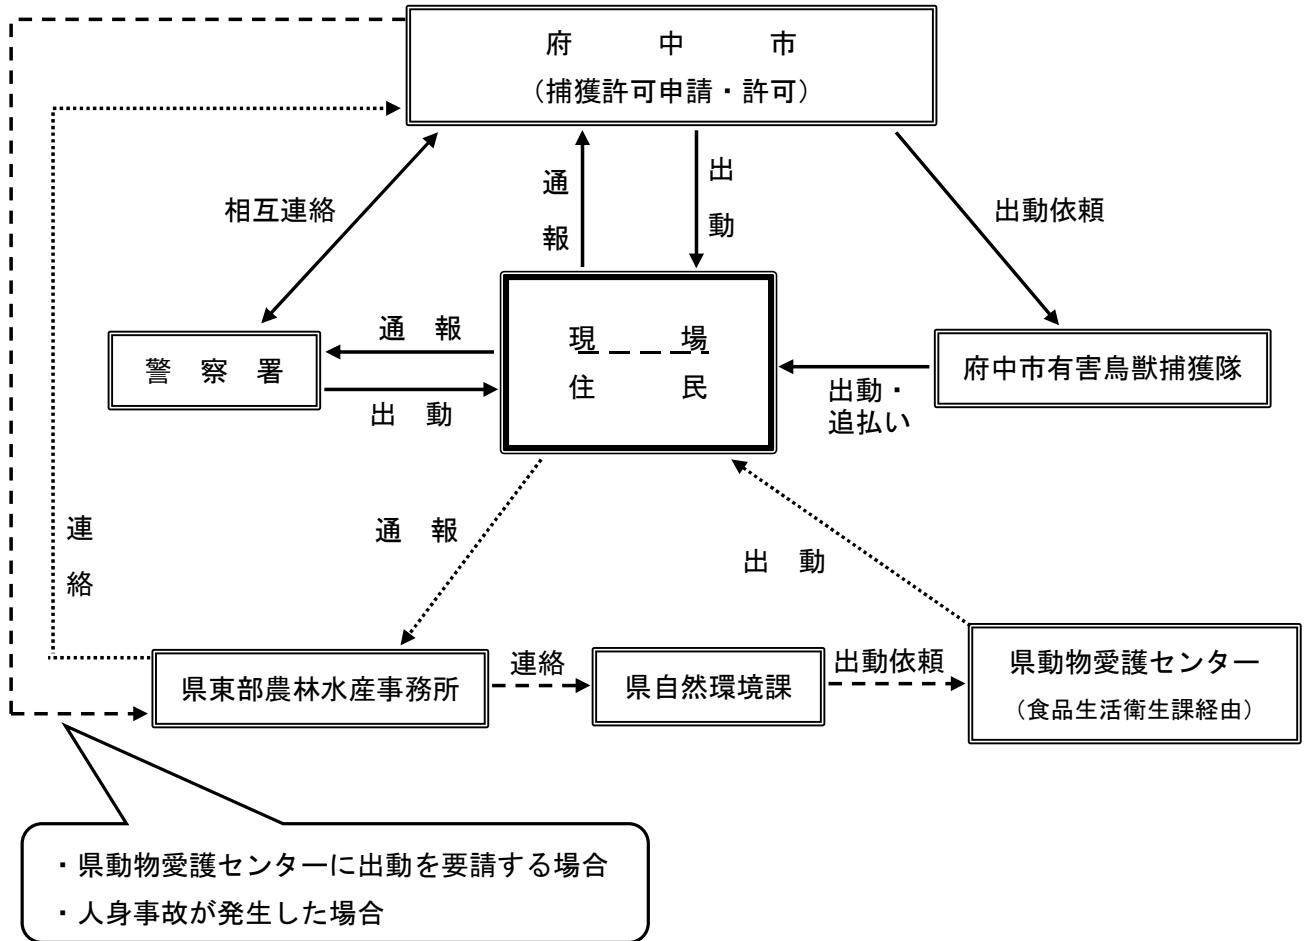 府中市
（捕獲許可申請・許可）
通報
出動
相互連絡
出動依頼
通報
警察署
出動
現場
住民
府中市有害鳥獣捕獲隊
出動・
追払い
連絡
通報
出動
県東部農林水産事務所
連絡
県自然環境課
出動依頼
県動物愛護センター
（食品生活衛生課経由）
・県動物愛護センターに出動を要請する場合
・人身事故が発生した場合